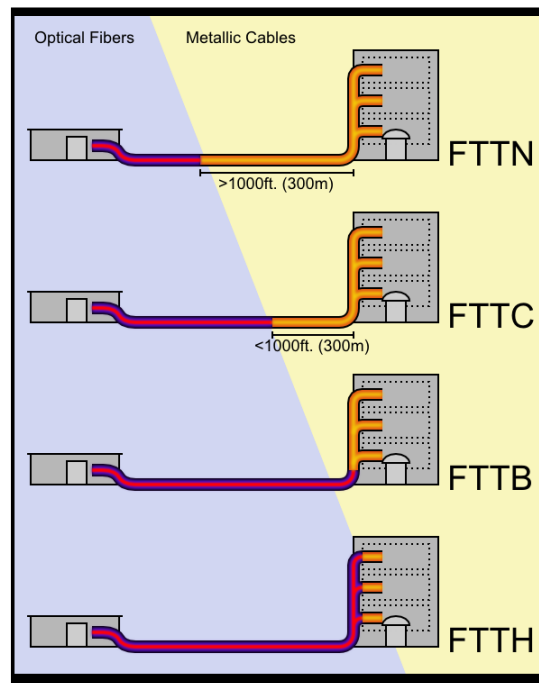 Optical Fibers
Metallic Cables
FTTN
>1000ft. (300m)
FTTC
<1000ft. (300m)
FTTB
FTTH